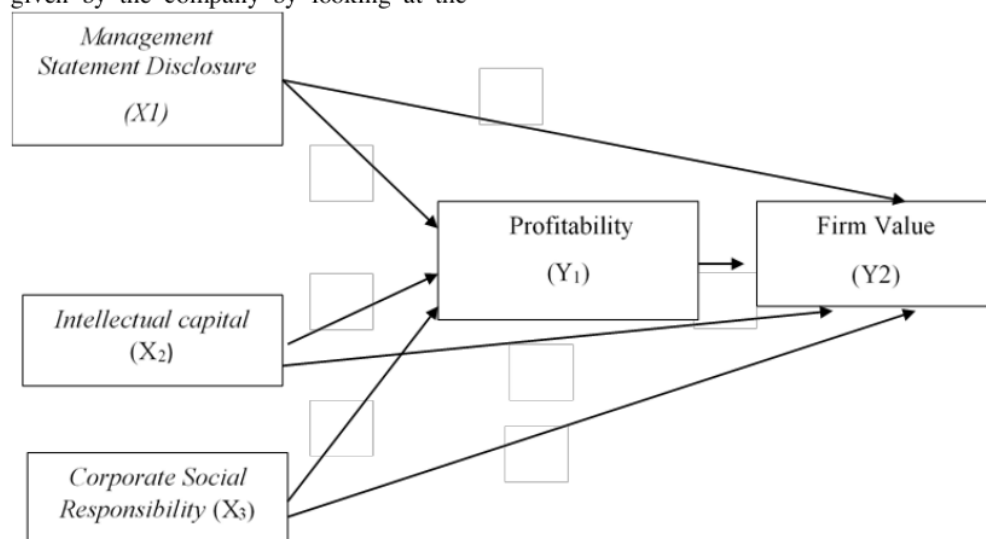 given by the company by looking at the
Management
Statement Disclosure
(X1)
Profitability
(Y₁)
Firm Value
(Y2)
Intellectual capital
(X₂)
Corporate Social
Responsibility (X₃)